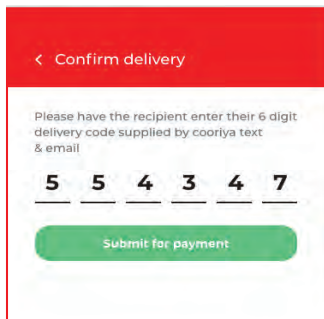 < Confirm delivery
Please have the recipient enter their 6 digit
delivery code supplied by cooriya text
& email
5 5 4 3 4 7
Submit for payment